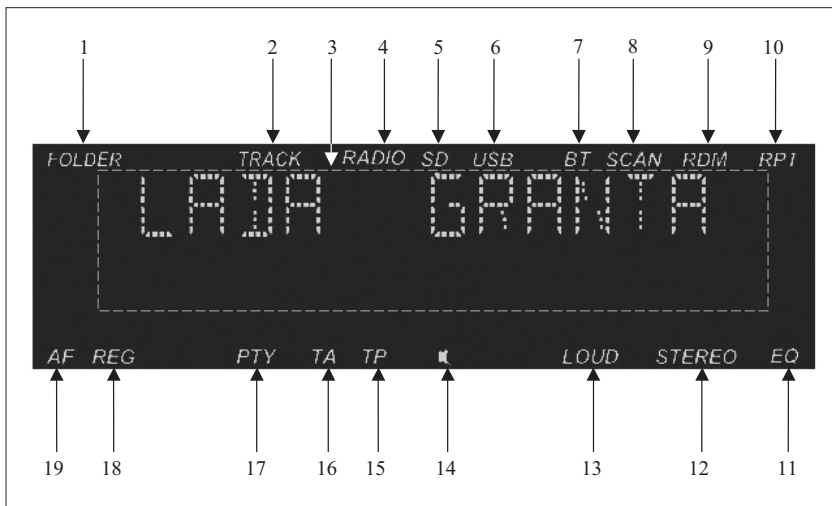 1 2 3 4 5 6 7 8 9 10
FOLDER TRACK RADIO SD USB BT SCAN RDM RPT
LADA GRANTA
AF REG PTY TA TP LOUD STEREO EQ
19 18 17 16 15 14 13 12 11